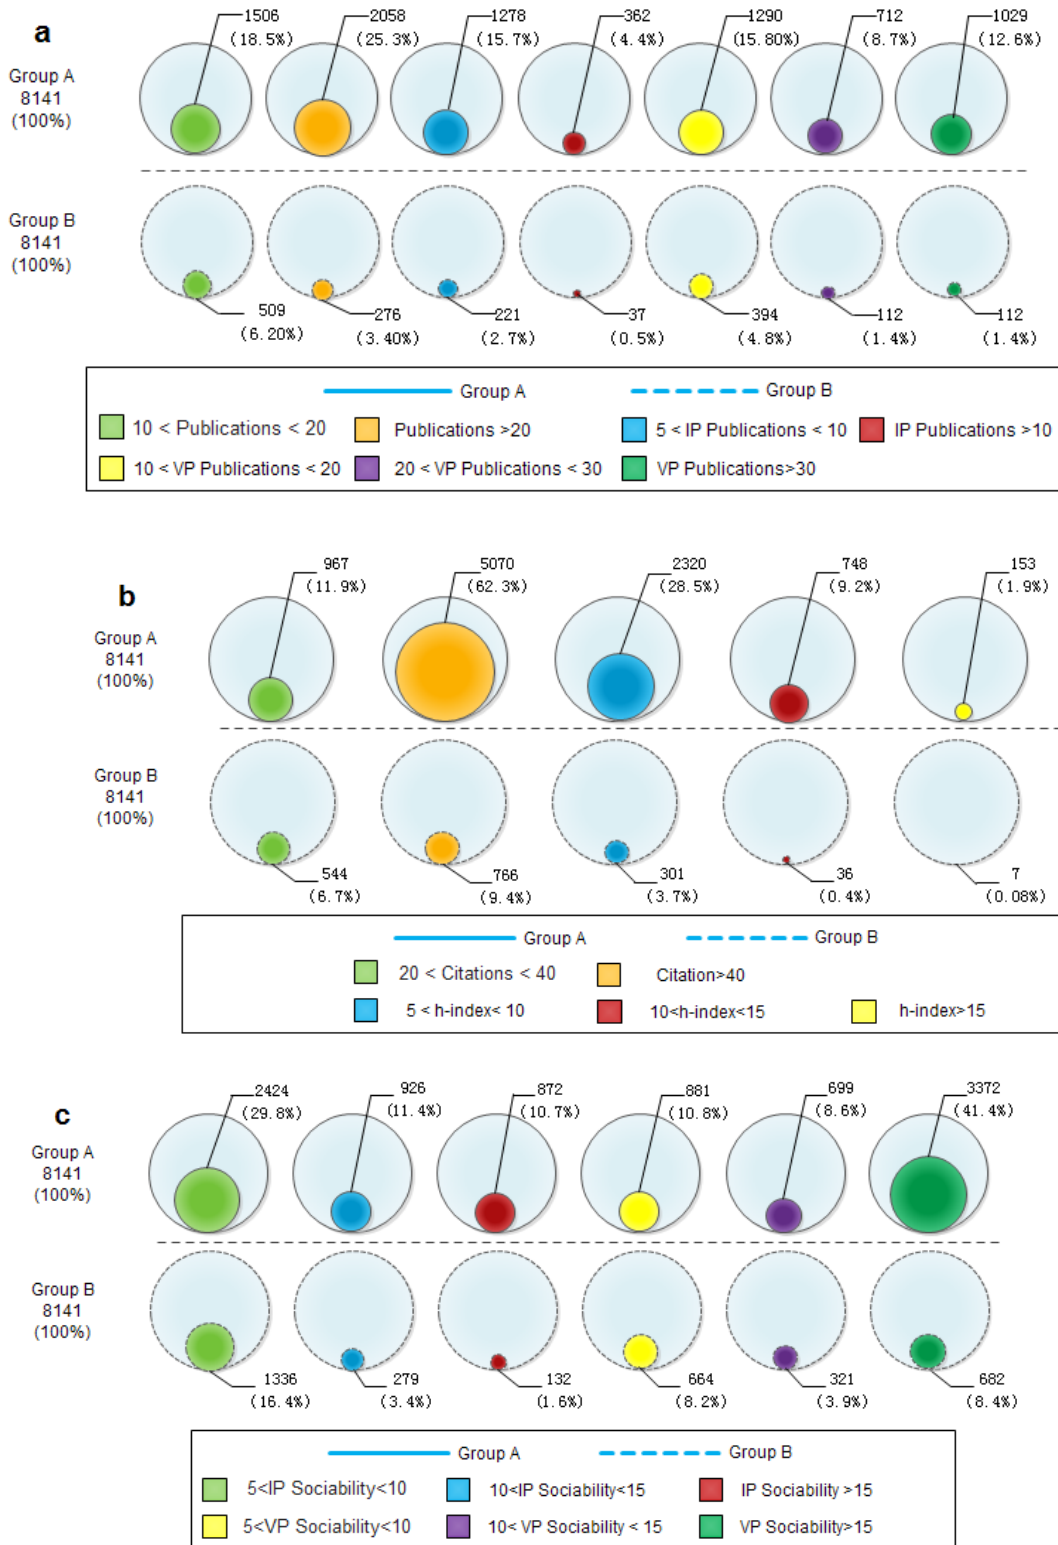 a
1506 2058 1278 362 1290 712 1029
(18.5%) (25.3%) (15.7%) (4.4%) (15.80%) (8.7%) (12.6%)
Group A
8141
(100%)
Group B
8141
(100%)
509 276 221 37 394 112 112
(6.20%) (3.40%) (2.7%) (0.5%) (4.8%) (1.4%) (1.4%)
Group A Group B
10 < Publications < 20 Publications >20 5 < IP Publications < 10 IP Publications >10
10 < VP Publications < 20 20 < VP Publications < 30 VP Publications>30
b
967 5070 2320 748 153
(11.9%) (62.3%) (28.5%) (9.2%) (1.9%)
Group A
8141
(100%)
Group B
8141
(100%)
544 766 301 36 7
(6.7%) (9.4%) (3.7%) (0.4%) (0.08%)
Group A Group B
20 < Citations < 40 Citation>40
5 < h-index< 10 10<h-index<15 h-index>15
c
2424 926 872 881 699 3372
(29.8%) (11.4%) (10.7%) (10.8%) (8.6%) (41.4%)
Group A
8141
(100%)
Group B
8141
(100%)
1336 279 132 664 321 682
(16.4%) (3.4%) (1.6%) (8.2%) (3.9%) (8.4%)
Group A Group B
5<IP Sociability<10 10<IP Sociability<15 IP Sociability >15
5<VP Sociability<10 10< VP Sociability < 15 VP Sociability>15